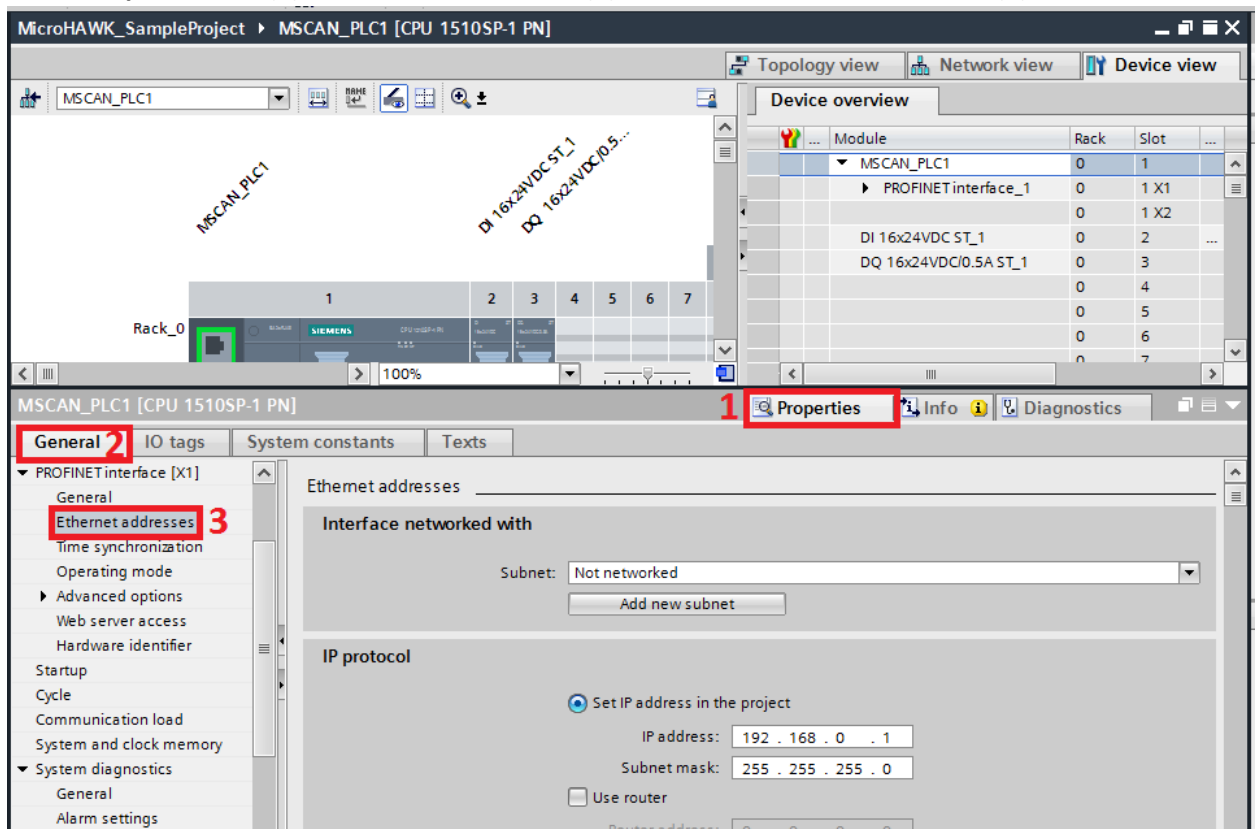 MicroHAWK_SampleProject ▸ MSCAN_PLC1 [CPU 1510SP-1 PN]
Topology view Network view Device view
MSCAN_PLC1
Device overview
... Module Rack Slot ...
MSCAN_PLC1 0 1
PROFINET interface_1 0 1 X1
0 1 X2
DI 16x24VDC ST_1 0 2 ...
DQ 16x24VDC/0.5A ST_1 0 3
0 4
0 5
0 6
0 7
MSCAN_PLC1
DI 16x24VDC ST_1
DQ 16x24VDC/0.5...
1 2 3 4 5 6 7
Rack_0
SIEMENS
100%
MSCAN_PLC1 [CPU 1510SP-1 PN]
1 Properties Info Diagnostics
General 2 IO tags System constants Texts
PROFINET interface [X1]
General
Ethernet addresses 3
Time synchronization
Operating mode
Advanced options
Web server access
Hardware identifier
Startup
Cycle
Communication load
System and clock memory
System diagnostics
General
Alarm settings
Ethernet addresses
Interface networked with
Subnet: Not networked
Add new subnet
IP protocol
Set IP address in the project
IP address: 192 . 168 . 0 . 1
Subnet mask: 255 . 255 . 255 . 0
Use router